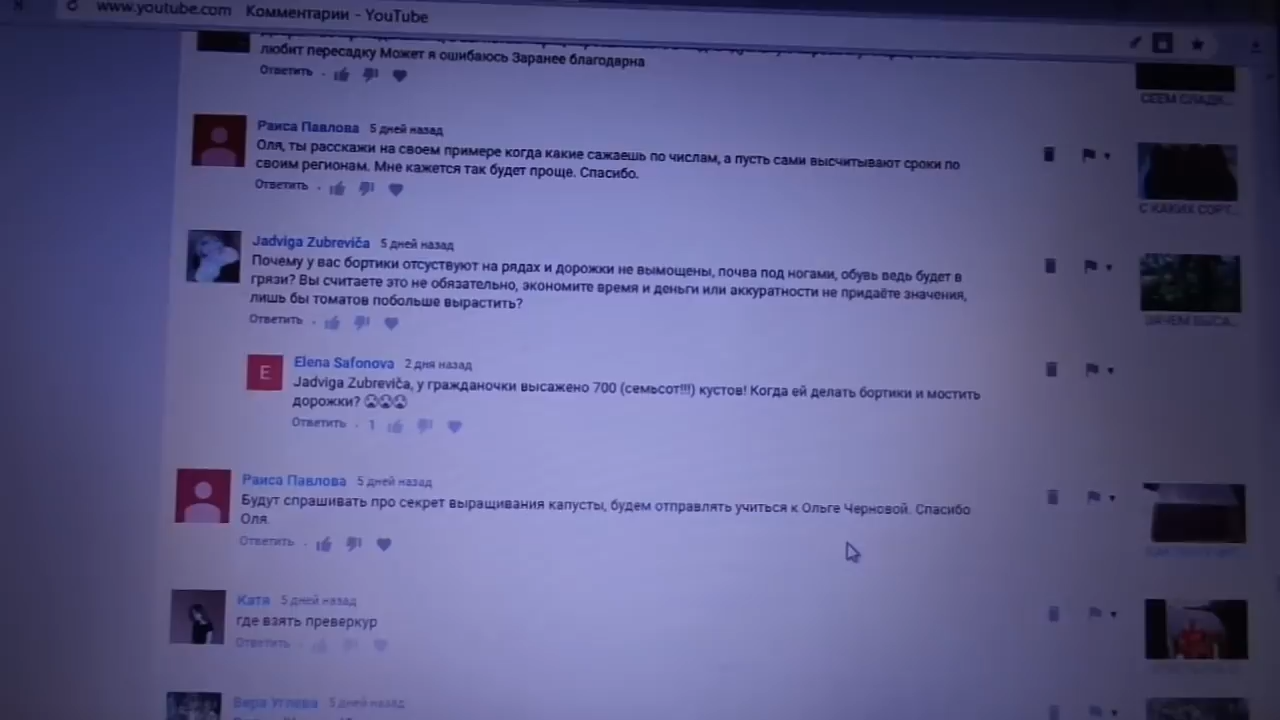 www.youtube.com Комментарии - YouTube
любит пересадку Может я ошибаюсь Заранее благодарна
Ответить
СЕЕМ СЛАДК...
Раиса Павлова 5 дней назад
Оля, ты расскажи на своем примере когда какие сажаешь по числам, а пусть сами высчитывают сроки по
своим регионам. Мне кажется так будет проще. Спасибо.
Ответить
С КАКИХ СОРТ...
Jadviga Zubreviča 5 дней назад
Почему у вас бортики отсуствуют на рядах и дорожки не вымощены, почва под ногами, обувь ведь будет в
грязи? Вы считаете это не обязательно, экономите время и деньги или аккуратности не придаёте значения,
лишь бы томатов побольше вырастить?
Ответить
ЗАЧЕМ ВЫСА...
Elena Safonova 2 дня назад
E
Jadviga Zubreviča, у гражданочки высажено 700 (семьсот!!!) кустов! Когда ей делать бортики и мостить
дорожки? 😭😭😭
Ответить 1
Раиса Павлова 5 дней назад
Будут спрашивать про секрет выращивания капусты, будем отправлять учиться к Ольге Черновой. Спасибо
Оля.
Ответить
Катя 5 дней назад
где взять преверкур
Ответить
Вера Углова 5 дней назад